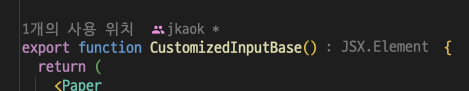 1개의 사용 위치 jkaok *
export function CustomizedInputBase() : JSX.Element {
return (
<Paper